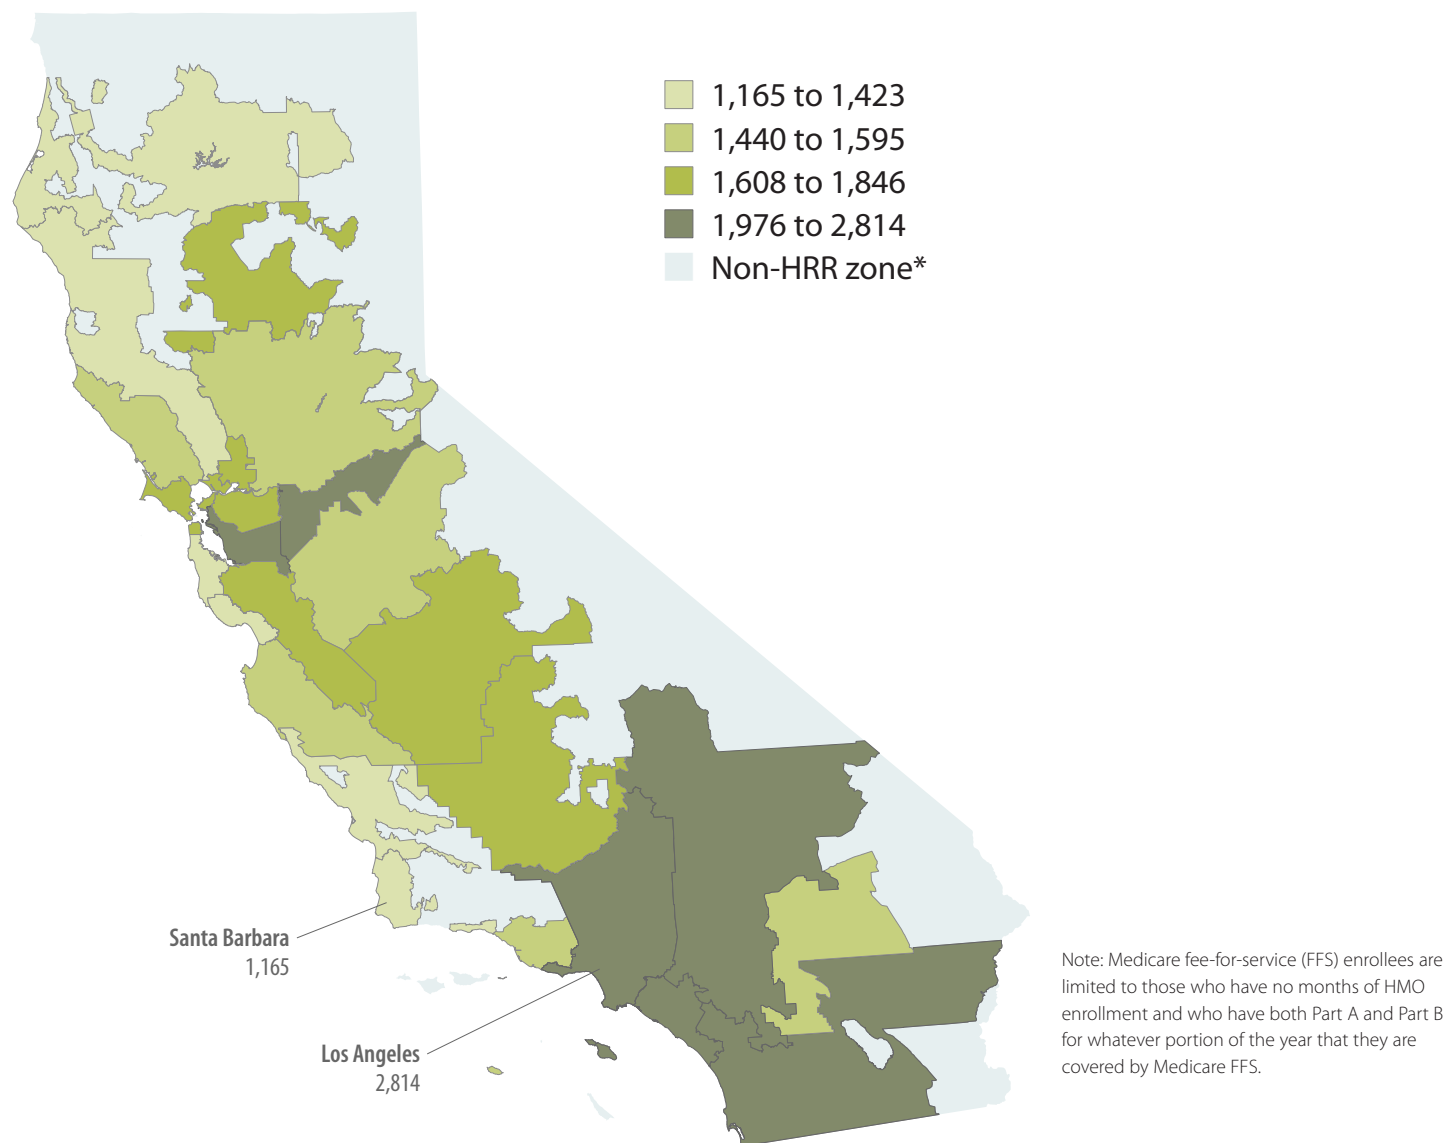 1,165 to 1,423
1,440 to 1,595
1,608 to 1,846
1,976 to 2,814
Non-HRR zone*
Santa Barbara
1,165
Los Angeles
2,814
Note: Medicare fee-for-service (FFS) enrollees are
limited to those who have no months of HMO
enrollment and who have both Part A and Part B
for whatever portion of the year that they are
covered by Medicare FFS.